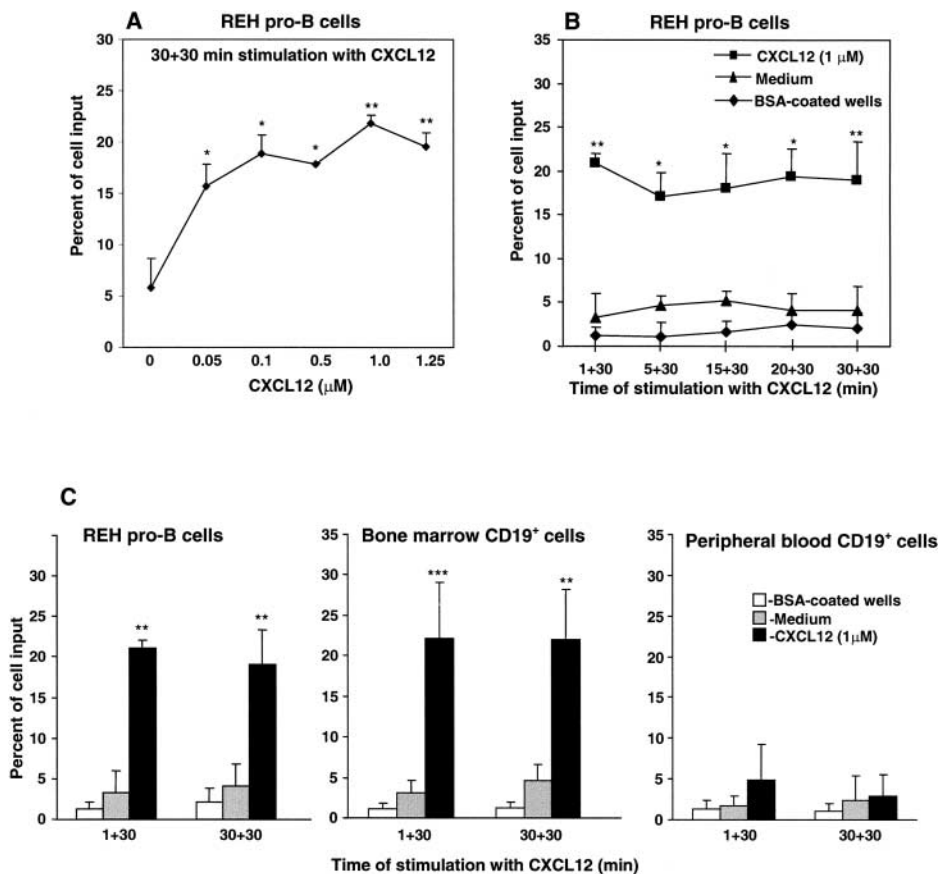 A
REH pro-B cells
30+30 min stimulation with CXCL12
Percent of cell input
30
25
20
15
10
5
0
*
*
*
**
**
0 0.05 0.1 0.5 1.0 1.25
CXCL12 (μM)
B
REH pro-B cells
Percent of cell input
35
30
25
20
15
10
5
0
CXCL12 (1 μM)
Medium
BSA-coated wells
** * * * **
1+30 5+30 15+30 20+30 30+30
Time of stimulation with CXCL12 (min)
C
REH pro-B cells
Percent of cell input
30
25
20
15
10
5
0
** **
1+30 30+30
Bone marrow CD19+ cells
35
30
25
20
15
10
5
0
*** **
1+30 30+30
Peripheral blood CD19+ cells
35
30
25
20
15
10
5
0
-BSA-coated wells
-Medium
-CXCL12 (1μM)
1+30 30+30
Time of stimulation with CXCL12 (min)